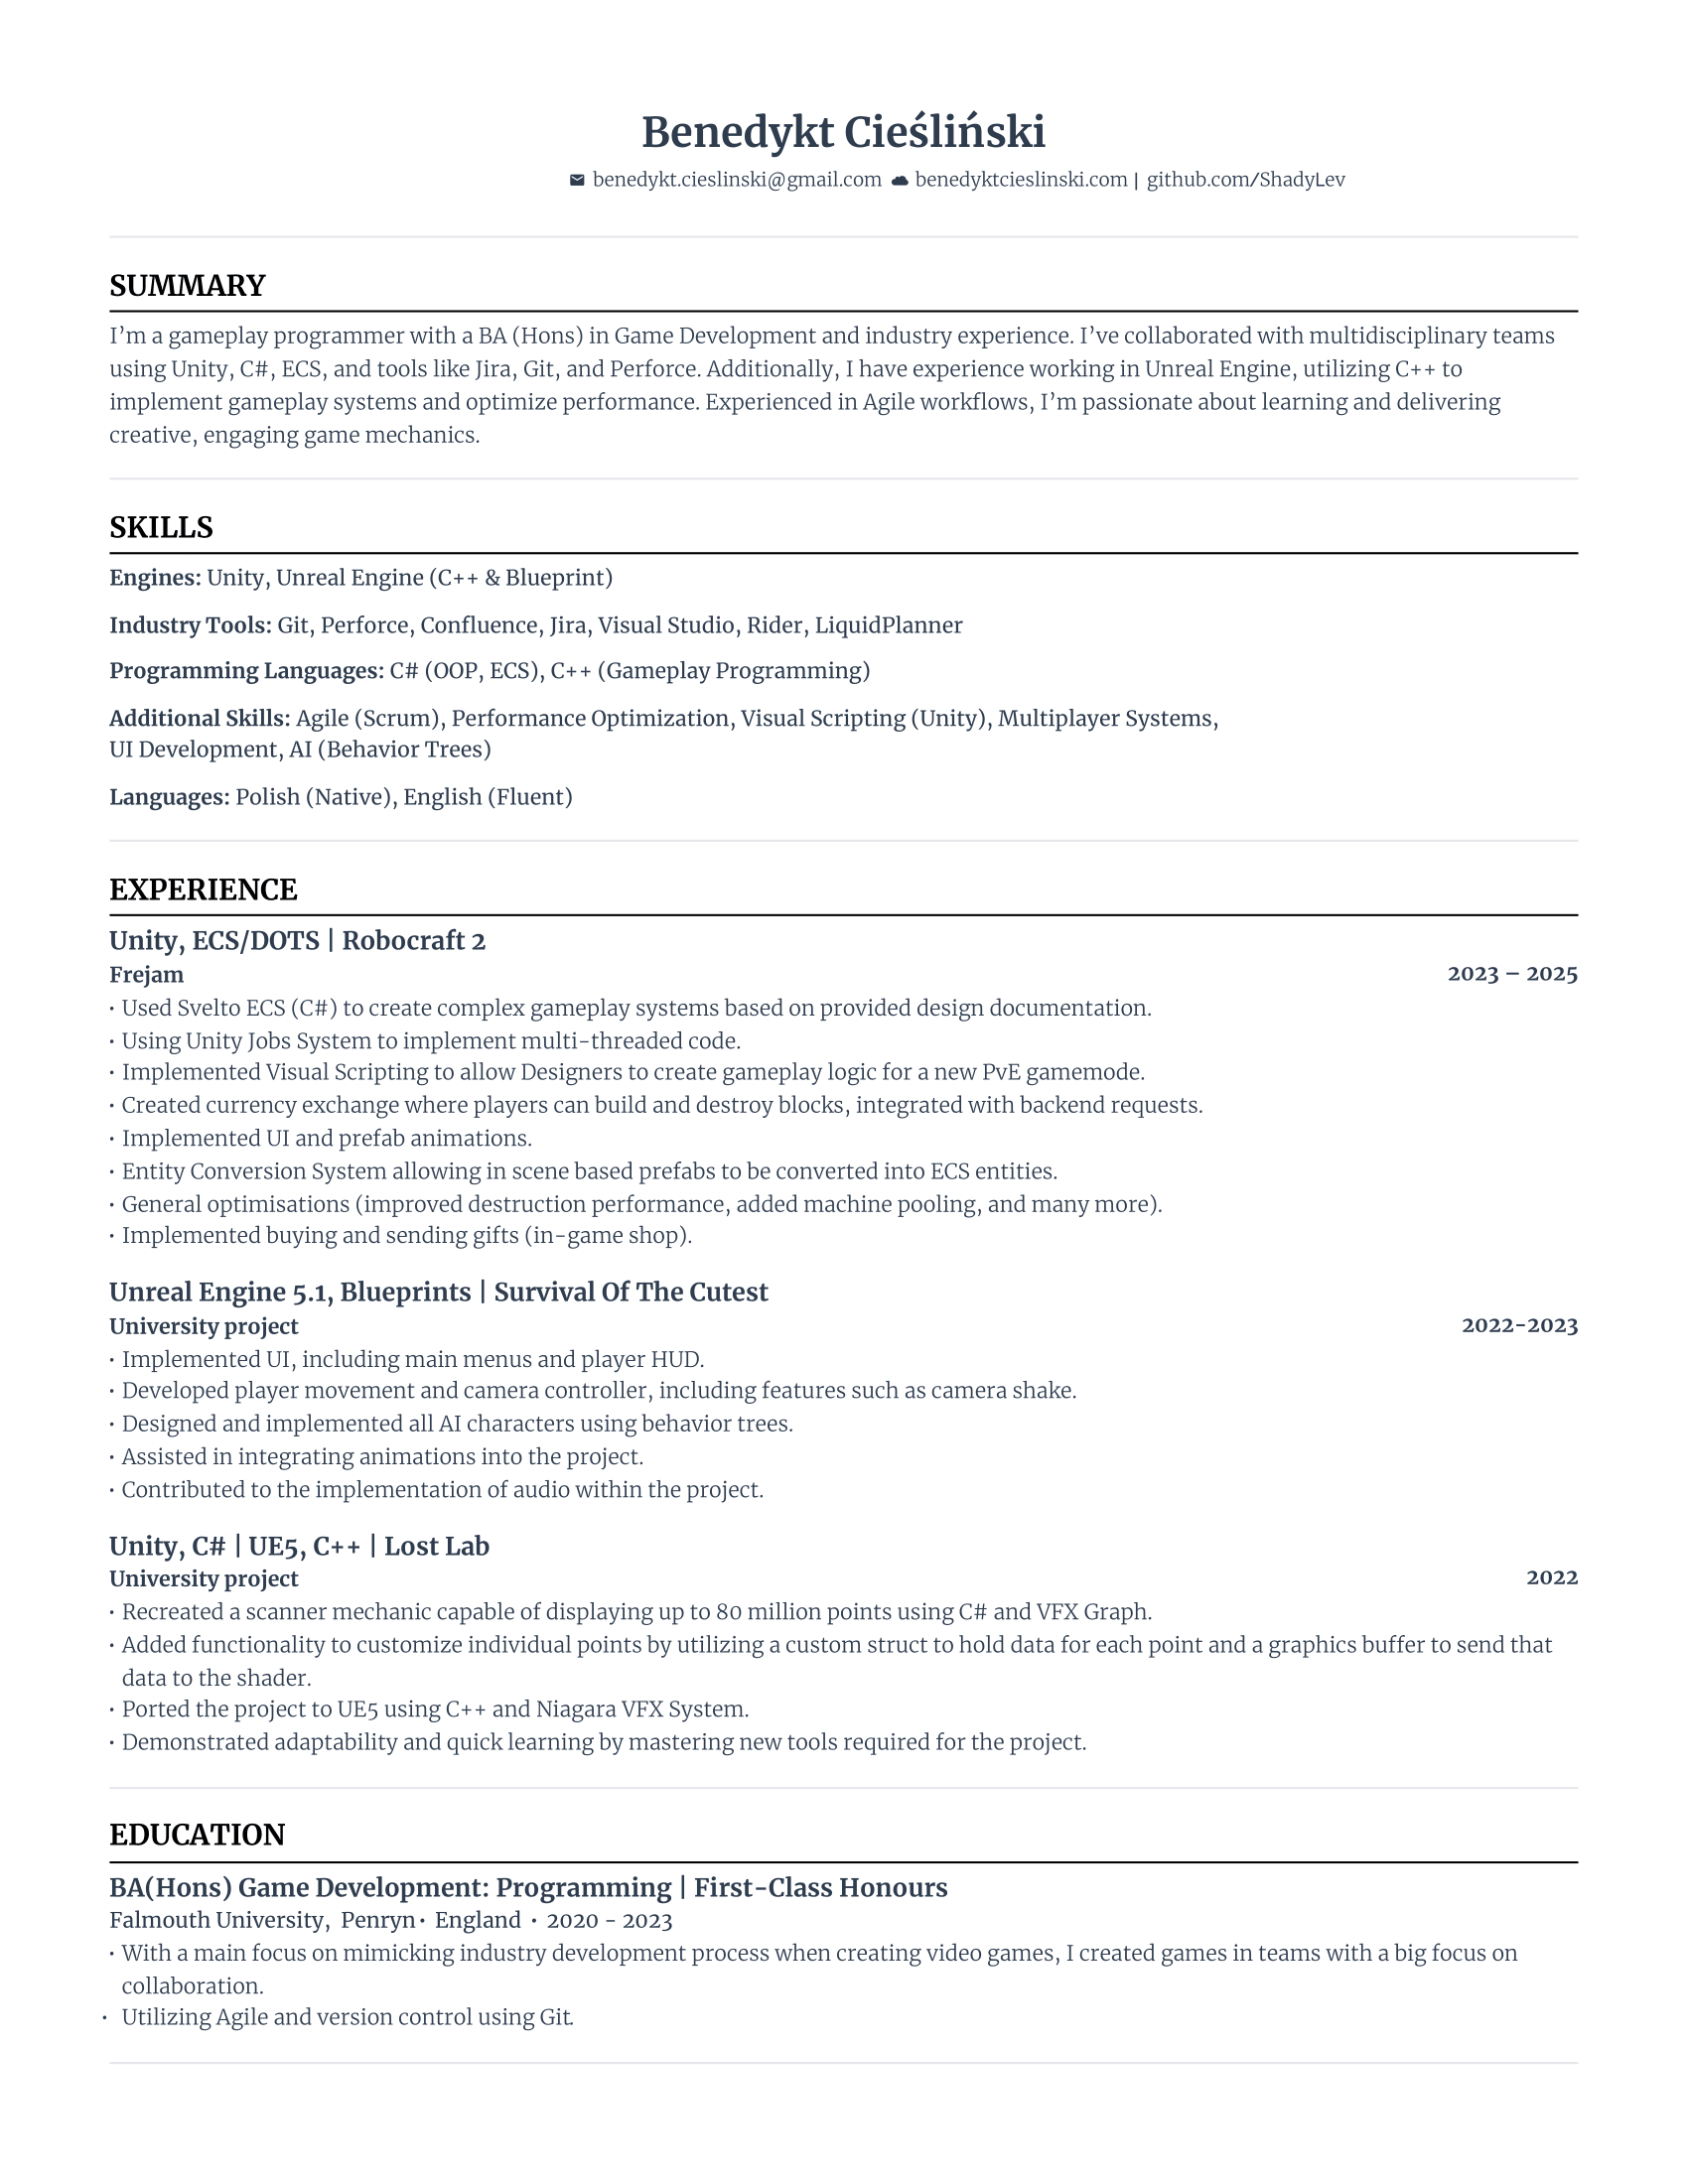 Benedykt Cieśliński
benedykt.cieslinski@gmail.com benedyktcieslinski.com | github.com/ShadyLev
SUMMARY
I’m a gameplay programmer with a BA (Hons) in Game Development and industry experience. I’ve collaborated with multidisciplinary teams
using Unity, C#, ECS, and tools like Jira, Git, and Perforce. Additionally, I have experience working in Unreal Engine, utilizing C++ to
implement gameplay systems and optimize performance. Experienced in Agile workflows, I’m passionate about learning and delivering
creative, engaging game mechanics.
SKILLS
Engines: Unity, Unreal Engine (C++ & Blueprint)
Industry Tools: Git, Perforce, Confluence, Jira, Visual Studio, Rider, LiquidPlanner
Programming Languages: C# (OOP, ECS), C++ (Gameplay Programming)
Additional Skills: Agile (Scrum), Performance Optimization, Visual Scripting (Unity), Multiplayer Systems,
UI Development, AI (Behavior Trees)
Languages: Polish (Native), English (Fluent)
EXPERIENCE
Unity, ECS/DOTS | Robocraft 2
Frejam 2023 – 2025
• Used Svelto ECS (C#) to create complex gameplay systems based on provided design documentation.
• Using Unity Jobs System to implement multi-threaded code.
• Implemented Visual Scripting to allow Designers to create gameplay logic for a new PvE gamemode.
• Created currency exchange where players can build and destroy blocks, integrated with backend requests.
• Implemented UI and prefab animations.
• Entity Conversion System allowing in scene based prefabs to be converted into ECS entities.
• General optimisations (improved destruction performance, added machine pooling, and many more).
• Implemented buying and sending gifts (in-game shop).
Unreal Engine 5.1, Blueprints | Survival Of The Cutest
University project 2022-2023
• Implemented UI, including main menus and player HUD.
• Developed player movement and camera controller, including features such as camera shake.
• Designed and implemented all AI characters using behavior trees.
• Assisted in integrating animations into the project.
• Contributed to the implementation of audio within the project.
Unity, C# | UE5, C++ | Lost Lab
University project 2022
• Recreated a scanner mechanic capable of displaying up to 80 million points using C# and VFX Graph.
• Added functionality to customize individual points by utilizing a custom struct to hold data for each point and a graphics buffer to send that
data to the shader.
• Ported the project to UE5 using C++ and Niagara VFX System.
• Demonstrated adaptability and quick learning by mastering new tools required for the project.
EDUCATION
BA(Hons) Game Development: Programming | First-Class Honours
Falmouth University, Penryn • England • 2020 - 2023
• With a main focus on mimicking industry development process when creating video games, I created games in teams with a big focus on
collaboration.
• Utilizing Agile and version control using Git.